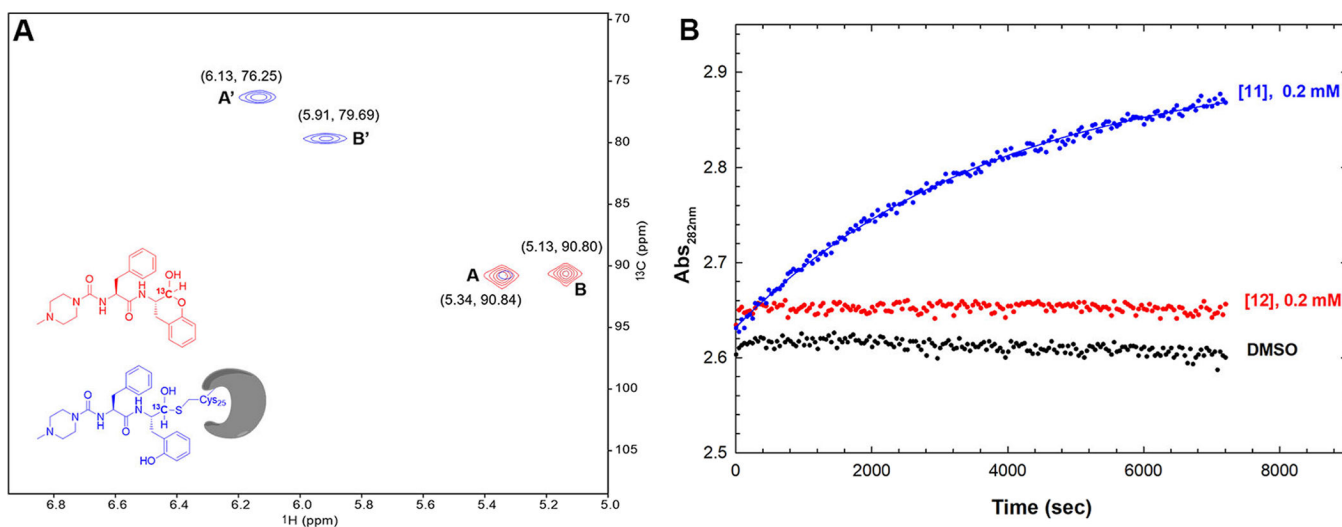 A
B
(6.13, 76.25)
A'
(5.91, 79.69)
B'
(5.13, 90.80)
A
B
(5.34, 90.84)
OH
13C
H
O
N
N
N
H
O
O
N
H
OH
13C
S
Cys25
H
O
N
N
N
H
O
N
H
HO
6.8
6.6
6.4
6.2
6.0
5.8
5.6
5.4
5.2
5.0
1H (ppm)
70
75
80
85
90
95
100
105
13C (ppm)
2.9
2.8
2.7
2.6
2.5
Abs282nm
[11], 0.2 mM
[12], 0.2 mM
DMSO
0
2000
4000
6000
8000
Time (sec)